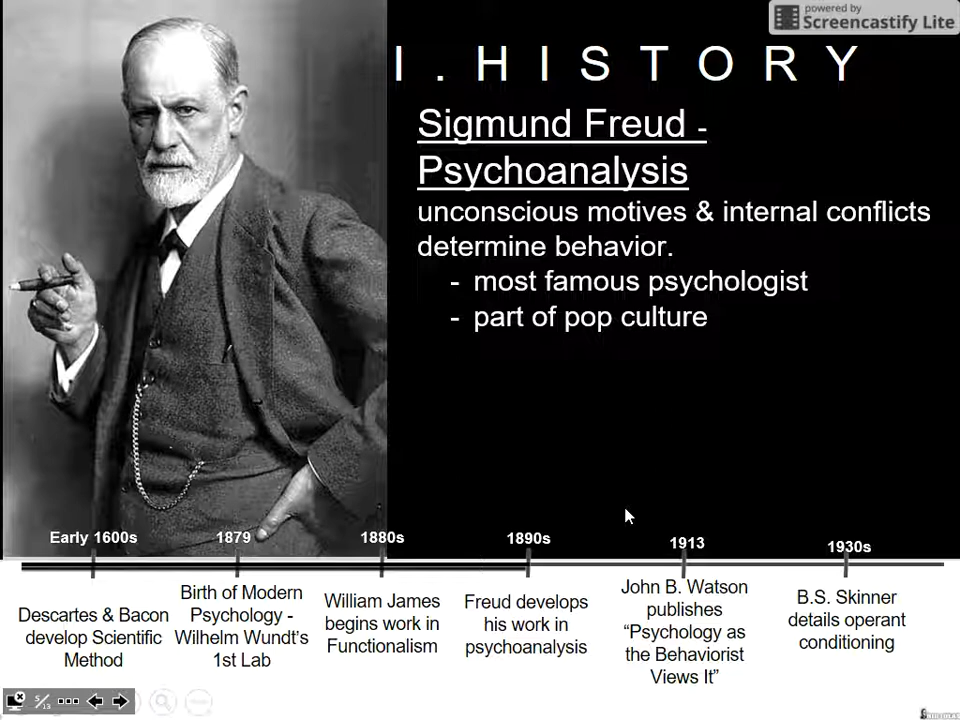 powered by
Screencastify Lite
I. HISTORY
Sigmund Freud -
Psychoanalysis
unconscious motives & internal conflicts
determine behavior.
- most famous psychologist
- part of pop culture
Early 1600s
1879
1880s
1890s
1913
1930s
Descartes & Bacon
develop Scientific
Method
Birth of Modern
Psychology -
Wilhelm Wundt's
1st Lab
William James
begins work in
Functionalism
Freud develops
his work in
psychoanalysis
John B. Watson
publishes
“Psychology as
the Behaviorist
Views It”
B.S. Skinner
details operant
conditioning
5/13